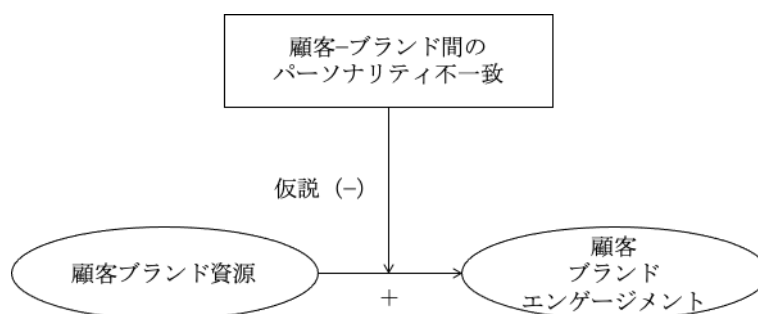 顧客–ブランド間の
パーソナリティ不一致
仮説 (–)
顧客ブランド資源
+
顧客
ブランド
エンゲージメント